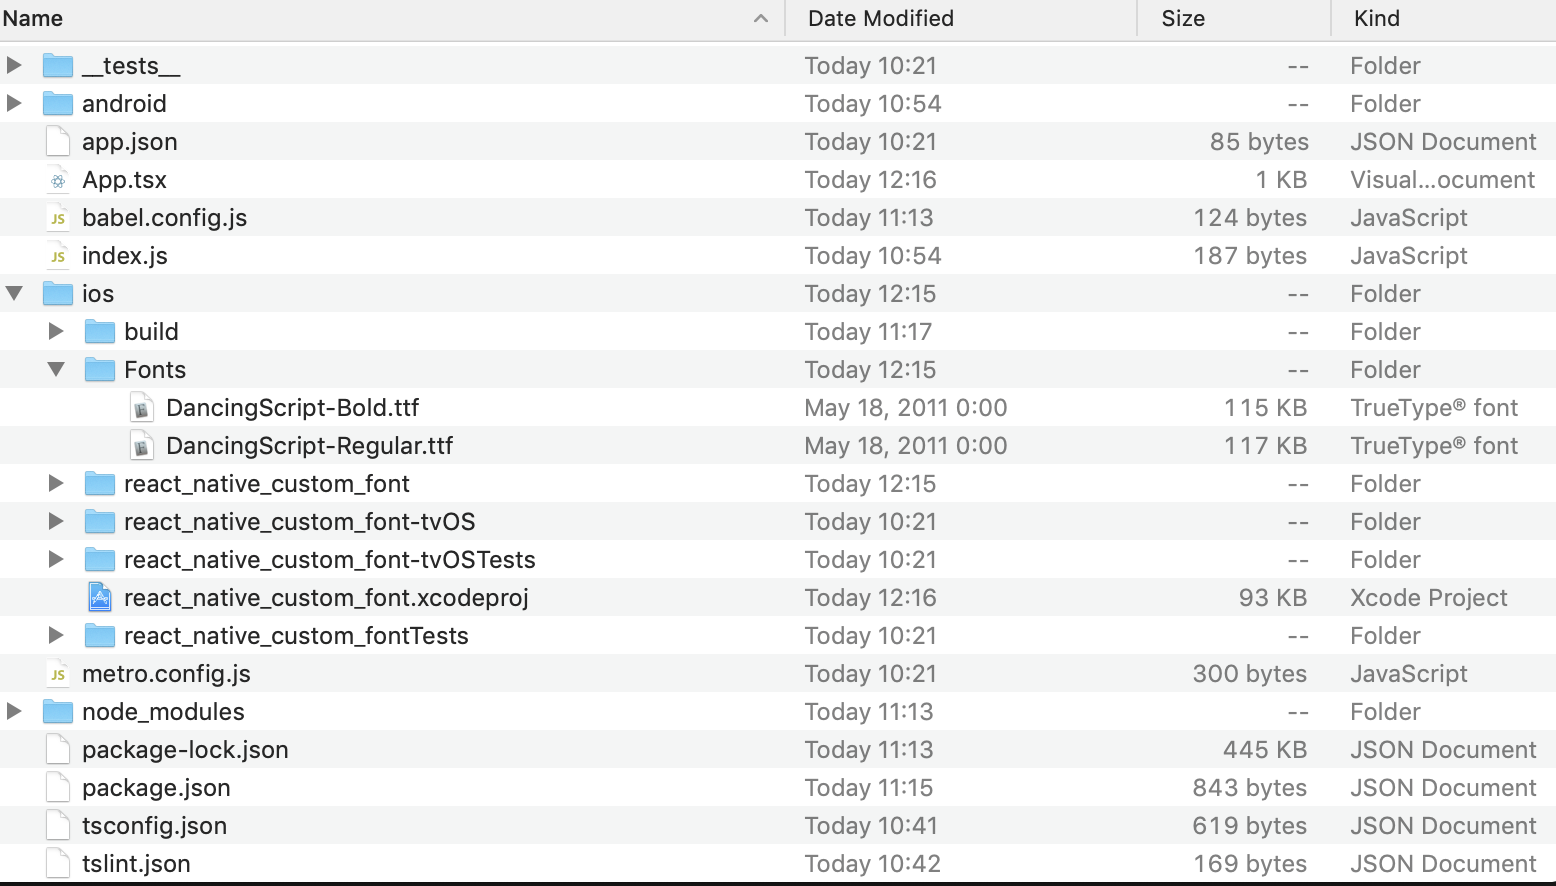 Name Date Modified Size Kind
__tests__ Today 10:21 -- Folder
android Today 10:54 -- Folder
app.json Today 10:21 85 bytes JSON Document
App.tsx Today 12:16 1 KB Visual...ocument
JS babel.config.js Today 11:13 124 bytes JavaScript
JS index.js Today 10:54 187 bytes JavaScript
ios Today 12:15 -- Folder
build Today 11:17 -- Folder
Fonts Today 12:15 -- Folder
DancingScript-Bold.ttf May 18, 2011 0:00 115 KB TrueType® font
DancingScript-Regular.ttf May 18, 2011 0:00 117 KB TrueType® font
react_native_custom_font Today 12:15 -- Folder
react_native_custom_font-tvOS Today 10:21 -- Folder
react_native_custom_font-tvOSTests Today 10:21 -- Folder
react_native_custom_font.xcodeproj Today 12:16 93 KB Xcode Project
react_native_custom_fontTests Today 10:21 -- Folder
JS metro.config.js Today 10:21 300 bytes JavaScript
node_modules Today 11:13 -- Folder
package-lock.json Today 11:13 445 KB JSON Document
package.json Today 11:15 843 bytes JSON Document
tsconfig.json Today 10:41 619 bytes JSON Document
tslint.json Today 10:42 169 bytes JSON Document